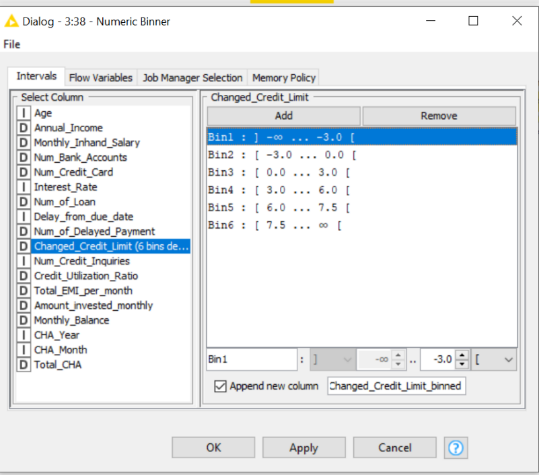 Dialog - 3:38 - Numeric Binner
File
Intervals Flow Variables Job Manager Selection Memory Policy
Select Column
I Age
D Annual_Income
D Monthly_Inhand_Salary
D Num_Bank_Accounts
D Num_Credit_Card
I Interest_Rate
D Num_of_Loan
I Delay_from_due_date
D Num_of_Delayed_Payment
D Changed_Credit_Limit (6 bins de...
I Num_Credit_Inquiries
D Credit_Utilization_Ratio
D Total_EMI_per_month
D Amount_invested_monthly
D Monthly_Balance
I CHA_Year
I CHA_Month
D Total_CHA
Changed_Credit_Limit
Add Remove
Bin1 : ] -∞ ... -3.0 [
Bin2 : [ -3.0 ... 0.0 [
Bin3 : [ 0.0 ... 3.0 [
Bin4 : [ 3.0 ... 6.0 [
Bin5 : [ 6.0 ... 7.5 [
Bin6 : [ 7.5 ... ∞ [
Bin1 : ] -∞ .. -3.0 [
Append new column Changed_Credit_Limit_binned
OK Apply Cancel ?